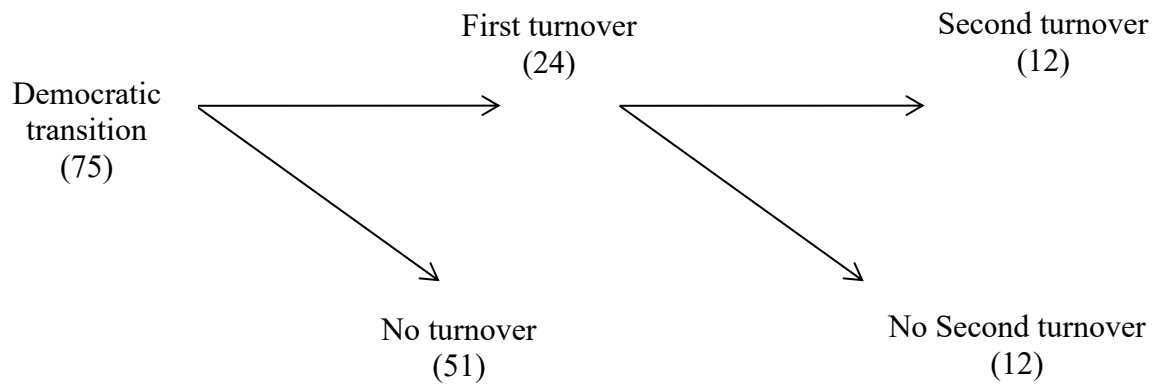 First turnover
(24)
Second turnover
(12)
Democratic
transition
(75)
No turnover
(51)
No Second turnover
(12)